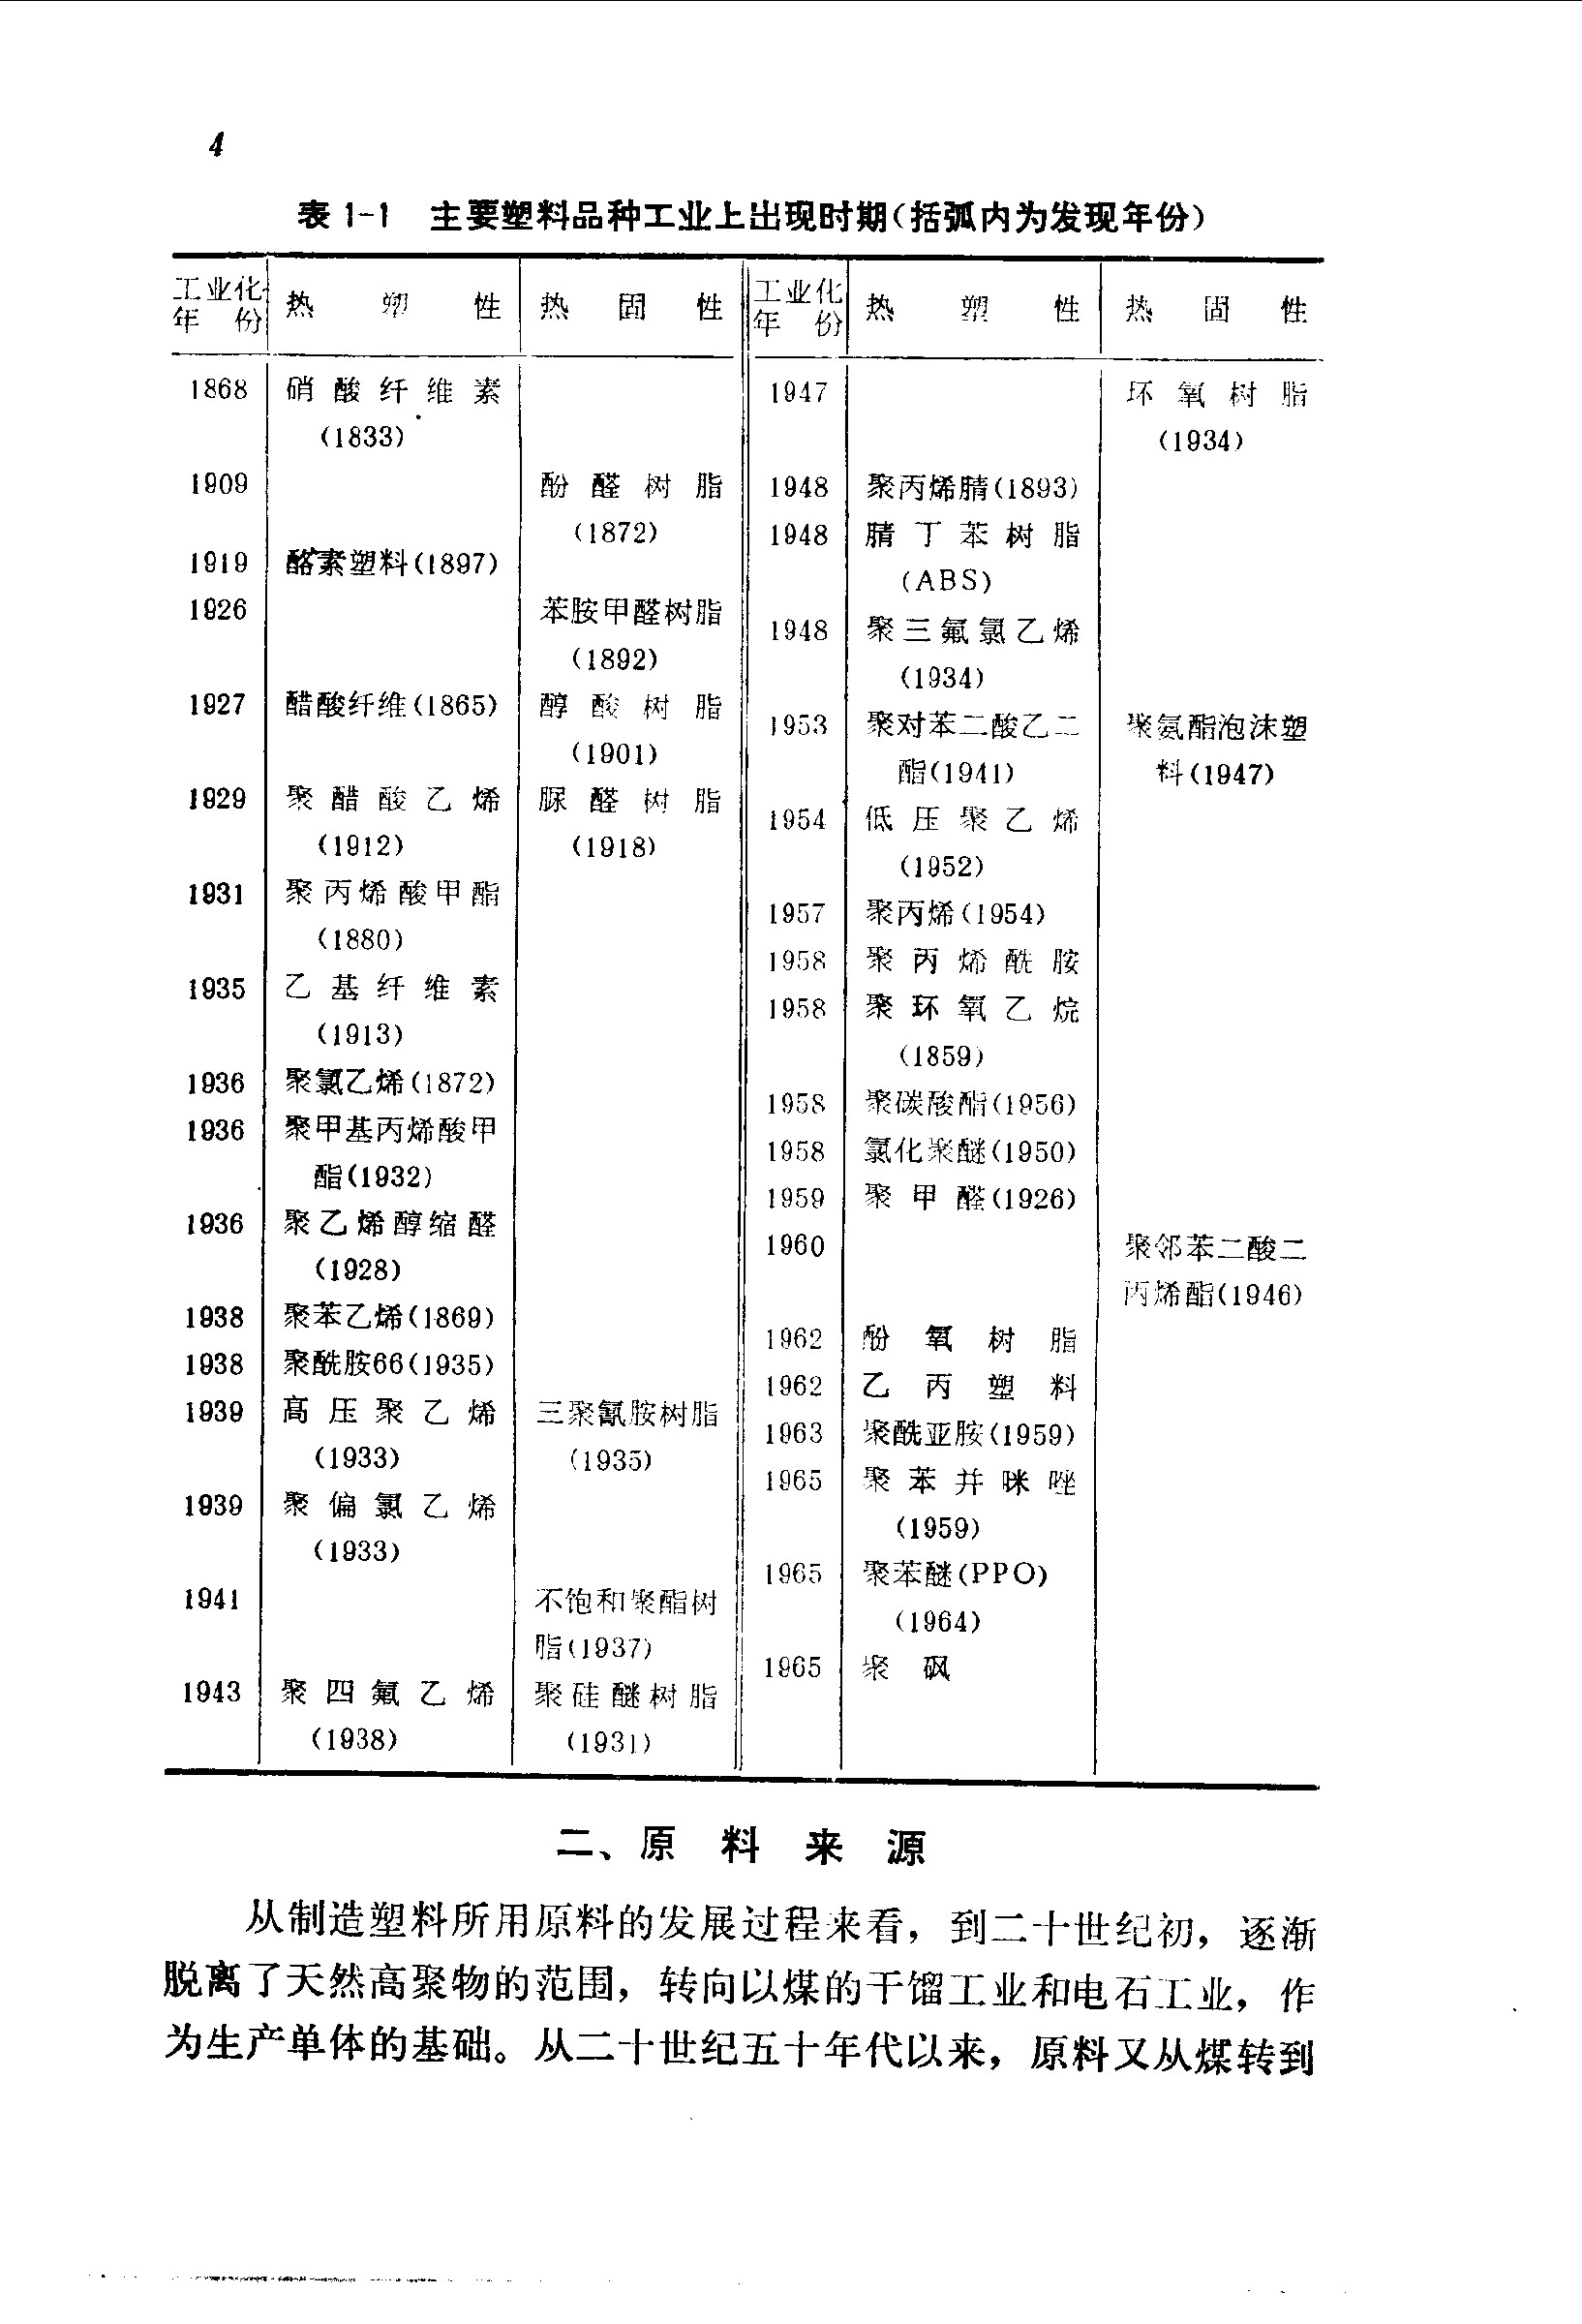 4
表 1-1 主要塑料品种工业上出现时期(括弧内为发现年份)
工业化
年 份
热 塑 性
热 固 性
1868 硝酸纤维素
(1833)
1909 酚醛树脂
(1872)
1919 酪素塑料(1897)
1926 苯胺甲醛树脂
(1892)
1927 醋酸纤维(1865) 醇酸树脂
(1901)
1929 聚醋酸乙烯 脲醛树脂
(1912) (1918)
1931 聚丙烯酸甲酯
(1880)
1935 乙基纤维素
(1913)
1936 聚氯乙烯(1872)
1936 聚甲基丙烯酸甲
酯(1932)
1936 聚乙烯醇缩醛
(1928)
1938 聚苯乙烯(1869)
1938 聚酰胺66(1935)
1939 高压聚乙烯 三聚氰胺树脂
(1933) (1935)
1939 聚偏氯乙烯
(1933)
1941 不饱和聚酯树
脂(1937)
1943 聚四氟乙烯 聚硅醚树脂
(1938) (1931)
工业化
年 份
热 塑 性
热 固 性
1947 环氧树脂
(1934)
1948 聚丙烯腈(1893)
1948 腈丁苯树脂
(ABS)
1948 聚三氟氯乙烯
(1934)
1953 聚对苯二酸乙二 聚氨酯泡沫塑
酯(1941) 料(1947)
1954 低压聚乙烯
(1952)
1957 聚丙烯(1954)
1958 聚丙烯酰胺
1958 聚环氧乙烷
(1859)
1958 聚碳酸酯(1956)
1958 氯化聚醚(1950)
1959 聚甲醛(1926)
1960 聚邻苯二酸二
丙烯酯(1946)
1962 酚氧树脂
1962 乙丙塑料
1963 聚酰亚胺(1959)
1965 聚苯并咪唑
(1959)
1965 聚苯醚(PPO)
(1964)
1965 聚砜
二、原 料 来 源
从制造塑料所用原料的发展过程来看，到二十世纪初，逐渐
脱离了天然高聚物的范围，转向以煤的干馏工业和电石工业，作
为生产单体的基础。从二十世纪五十年代以来，原料又从煤转到